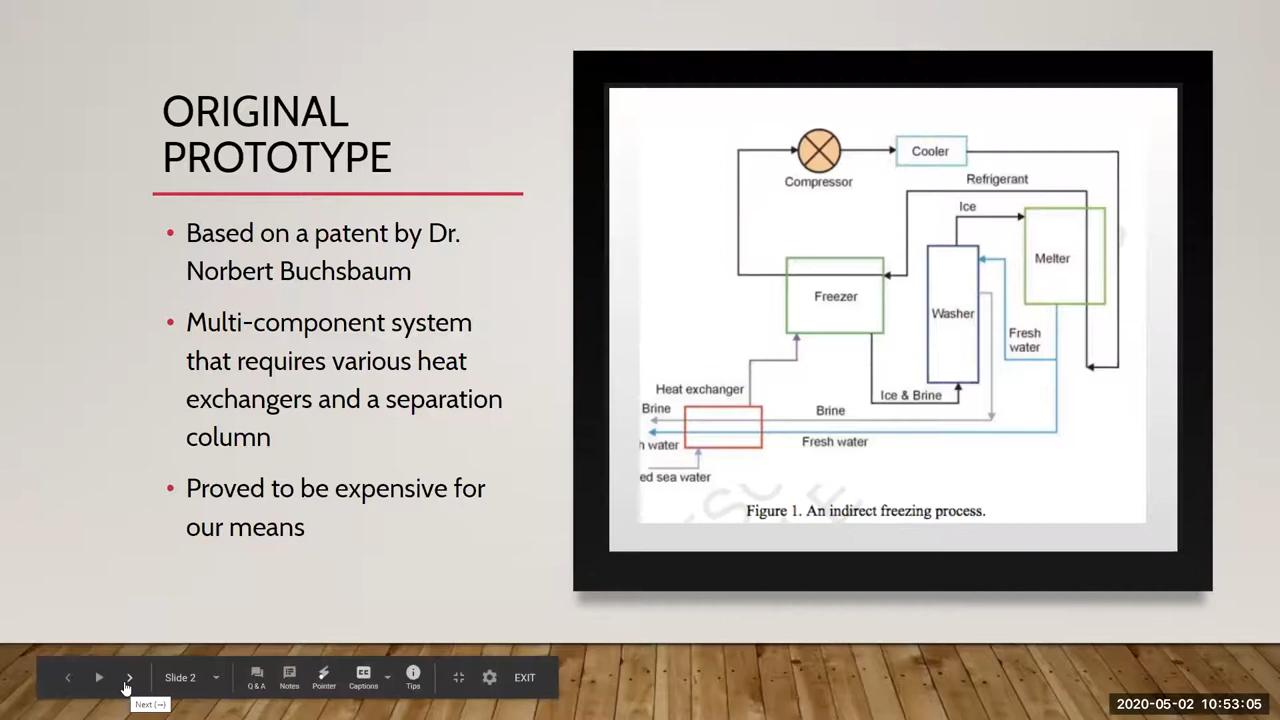 ORIGINAL
PROTOTYPE
• Based on a patent by Dr.
Norbert Buchsbaum
• Multi-component system
that requires various heat
exchangers and a separation
column
• Proved to be expensive for
our means
Compressor
Cooler
Refrigerant
Ice
Melter
Freezer
Washer
Fresh
water
Heat exchanger
Ice & Brine
Brine
Brine
h water
Fresh water
ed sea water
Figure 1. An indirect freezing process.
Slide 2
Q & A
Notes
Pointer
Captions
Tips
EXIT
Next (→)
2020-05-02 10:53:05